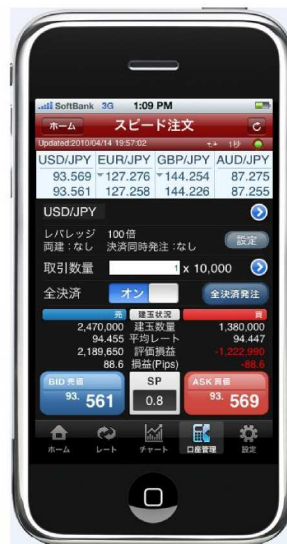 SoftBank 3G 1:09 PM
ホーム スピード注文
Updated:2010/04/14 19:57:02 1秒
USD/JPY EUR/JPY GBP/JPY AUD/JPY
93.569 127.276 144.254 87.275
93.561 127.258 144.226 87.255
USD/JPY
レバレッジ 100倍
両建：なし 決済同時発注：なし 設定
取引数量 1 x 10,000
全決済 オン 全決済発注
売 建玉状況 買
2,470,000 建玉数量 1,380,000
94.455 平均レート 94.447
2,189,650 評価損益 -1,222,990
88.6 損益(Pips) -88.6
BID 売値 SP ASK 買値
93. 561 0.8 93. 569
ホーム レート チャート 口座管理 設定